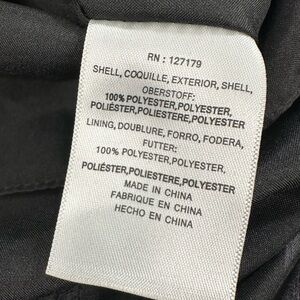 RN : 127179
SHELL, COQUILLE, EXTERIOR, SHELL,
OBERSTOFF:
100% POLYESTER,POLYESTER,
POLIÉSTER,POLIESTERE,POLYESTER
LINING, DOUBLURE, FORRO, FODERA,
FUTTER:
100% POLYESTER,POLYESTER,
POLIÉSTER,POLIESTERE,POLYESTER
MADE IN CHINA
FABRIQUE EN CHINA
HECHO EN CHINA